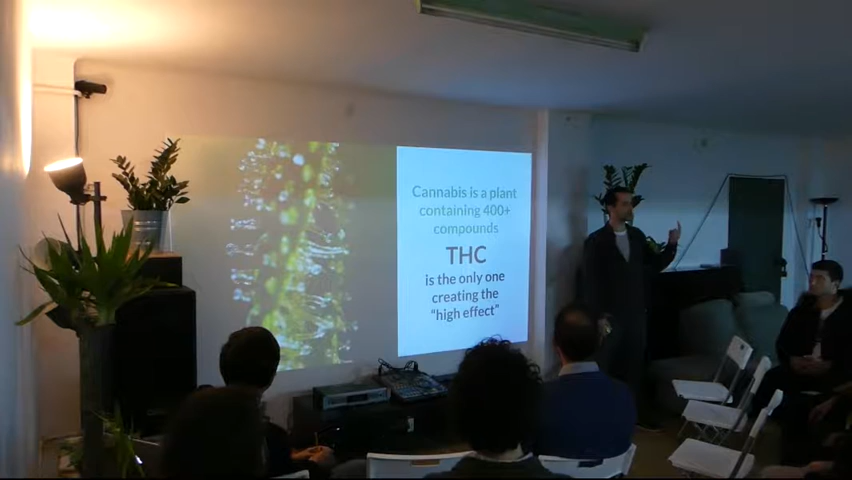 Cannabis is a plant
containing 400+
compounds
THC
is the only one
creating the
“high effect”